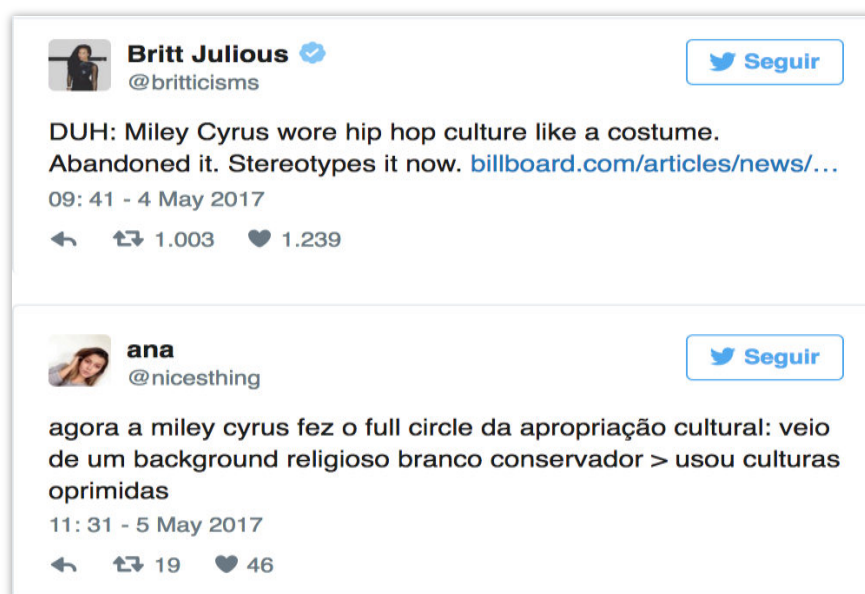 Britt Julious
Seguir
@britticisms
DUH: Miley Cyrus wore hip hop culture like a costume.
Abandoned it. Stereotypes it now. billboard.com/articles/news/...
09: 41 - 4 May 2017
1.003 1.239
ana
Seguir
@nicesthing
agora a miley cyrus fez o full circle da apropriação cultural: veio
de um background religioso branco conservador > usou culturas
oprimidas
11: 31 - 5 May 2017
19 46